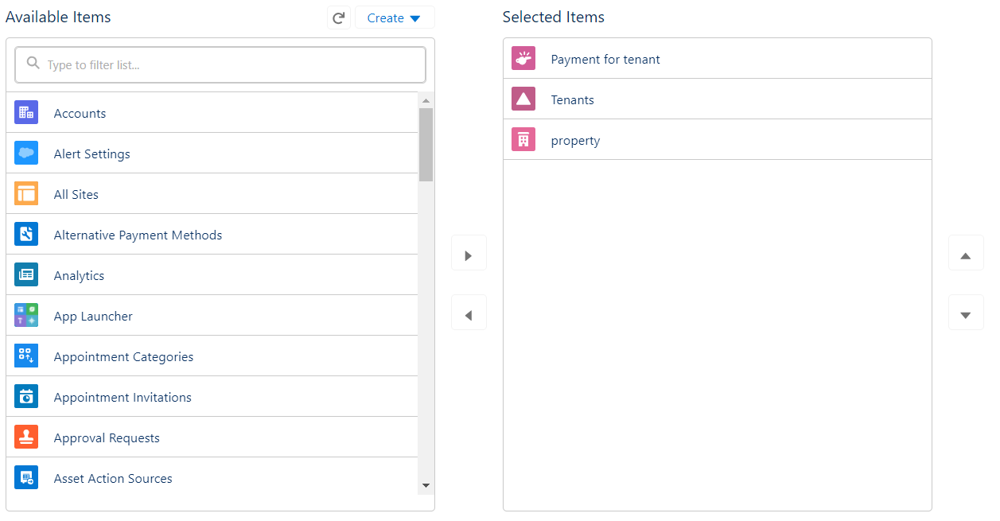 Available Items
Create
Type to filter list...
Accounts
Alert Settings
All Sites
Alternative Payment Methods
Analytics
App Launcher
Appointment Categories
Appointment Invitations
Approval Requests
Asset Action Sources
Selected Items
Payment for tenant
Tenants
property